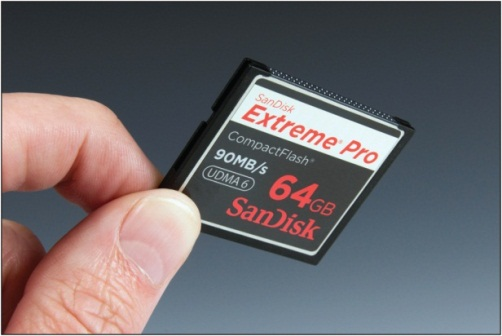 SanDisk
Extreme® Pro
CompactFlash®
90MB/s
UDMA 6
64GB
SanDisk